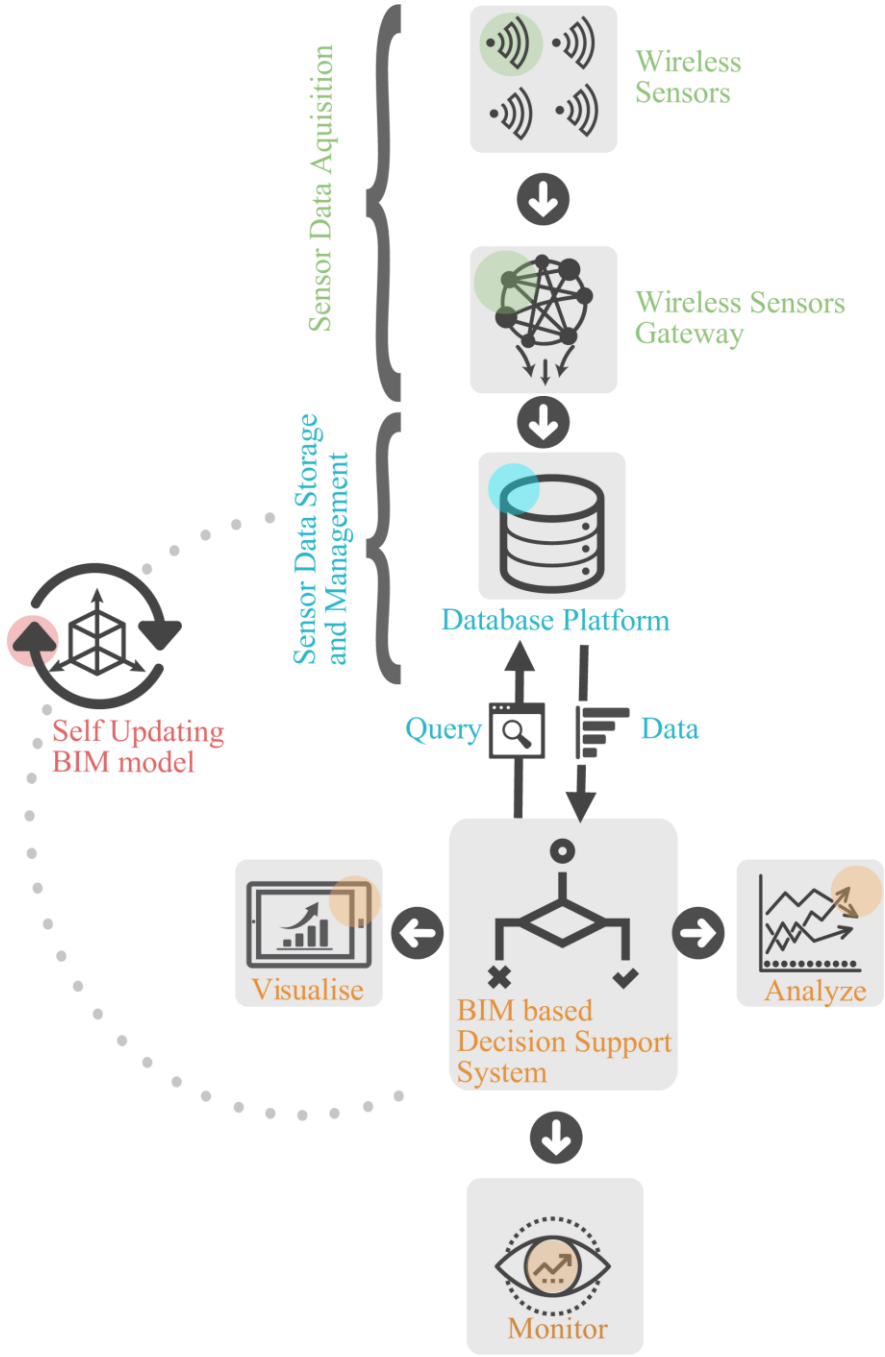 Sensor Data Aquisition
Wireless
Sensors
Wireless Sensors
Gateway
Sensor Data Storage
and Management
Database Platform
Self Updating
BIM model
Query
Data
Visualise
BIM based
Decision Support
System
Analyze
Monitor